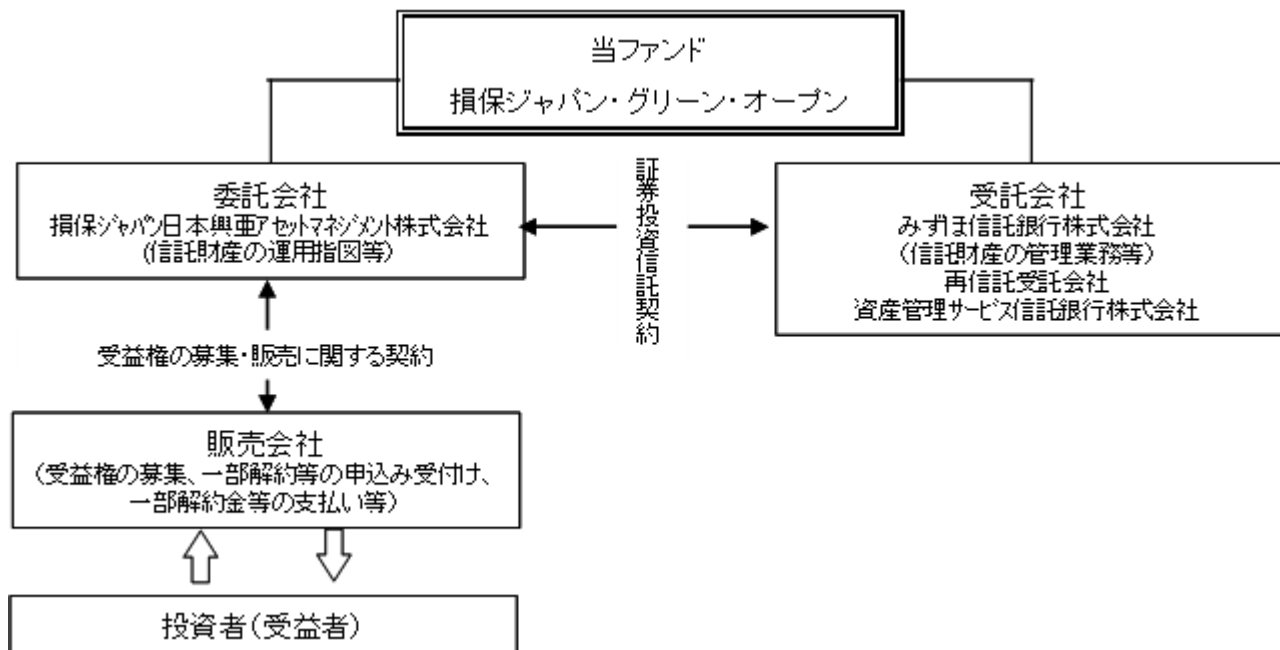 当ファンド
損保ジャパン・グリーン・オープン
委託会社
損保ジャパン日本興亜アセットマネジメント株式会社
(信託財産の運用指図等)
証券投資信託契約
受託会社
みずほ信託銀行株式会社
(信託財産の管理業務等)
再信託受託会社
資産管理サービス信託銀行株式会社
受益権の募集・販売に関する契約
販売会社
(受益権の募集、一部解約等の申込み受付け、
一部解約金等の支払い等)
投資者(受益者)